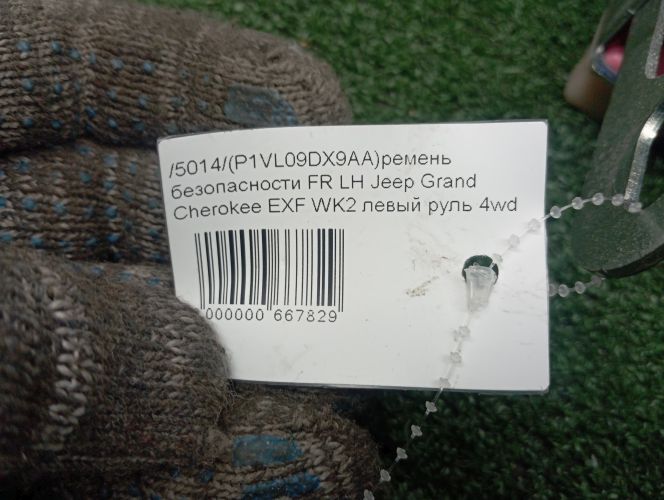 /5014/(P1VL09DX9AA)ремень
безопасности FR LH Jeep Grand
Cherokee EXF WK2 левый руль 4wd
000000 667829